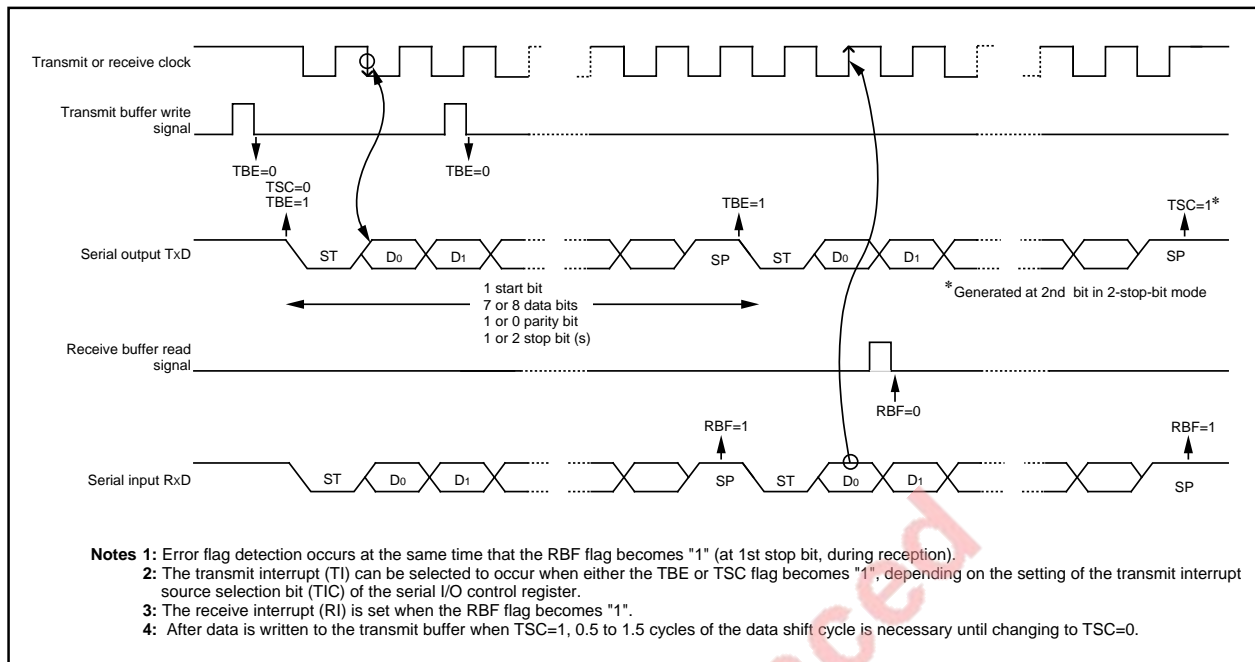 Transmit or receive clock
Transmit buffer write
signal
TBE=0
TSC=0
TBE=1
TBE=0
TBE=1
TSC=1*
Serial output TxD
ST
D0
D1
SP
ST
D0
D1
SP
1 start bit
7 or 8 data bits
1 or 0 parity bit
1 or 2 stop bit (s)
*Generated at 2nd bit in 2-stop-bit mode
Receive buffer read
signal
RBF=0
RBF=1
RBF=1
Serial input RxD
ST
D0
D1
SP
ST
D0
D1
SP
Notes 1: Error flag detection occurs at the same time that the RBF flag becomes "1" (at 1st stop bit, during reception).
2: The transmit interrupt (TI) can be selected to occur when either the TBE or TSC flag becomes "1", depending on the setting of the transmit interrupt
source selection bit (TIC) of the serial I/O control register.
3: The receive interrupt (RI) is set when the RBF flag becomes "1".
4: After data is written to the transmit buffer when TSC=1, 0.5 to 1.5 cycles of the data shift cycle is necessary until changing to TSC=0.